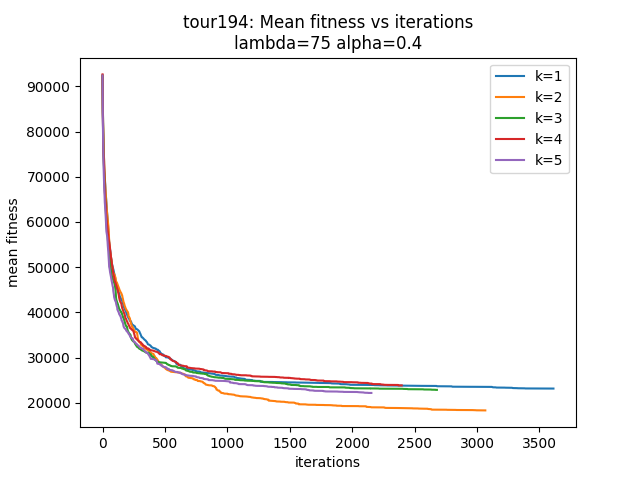 tour194: Mean fitness vs iterations
lambda=75 alpha=0.4
k=1
k=2
k=3
k=4
k=5
mean fitness
90000
80000
70000
60000
50000
40000
30000
20000
0 500 1000 1500 2000 2500 3000 3500
iterations